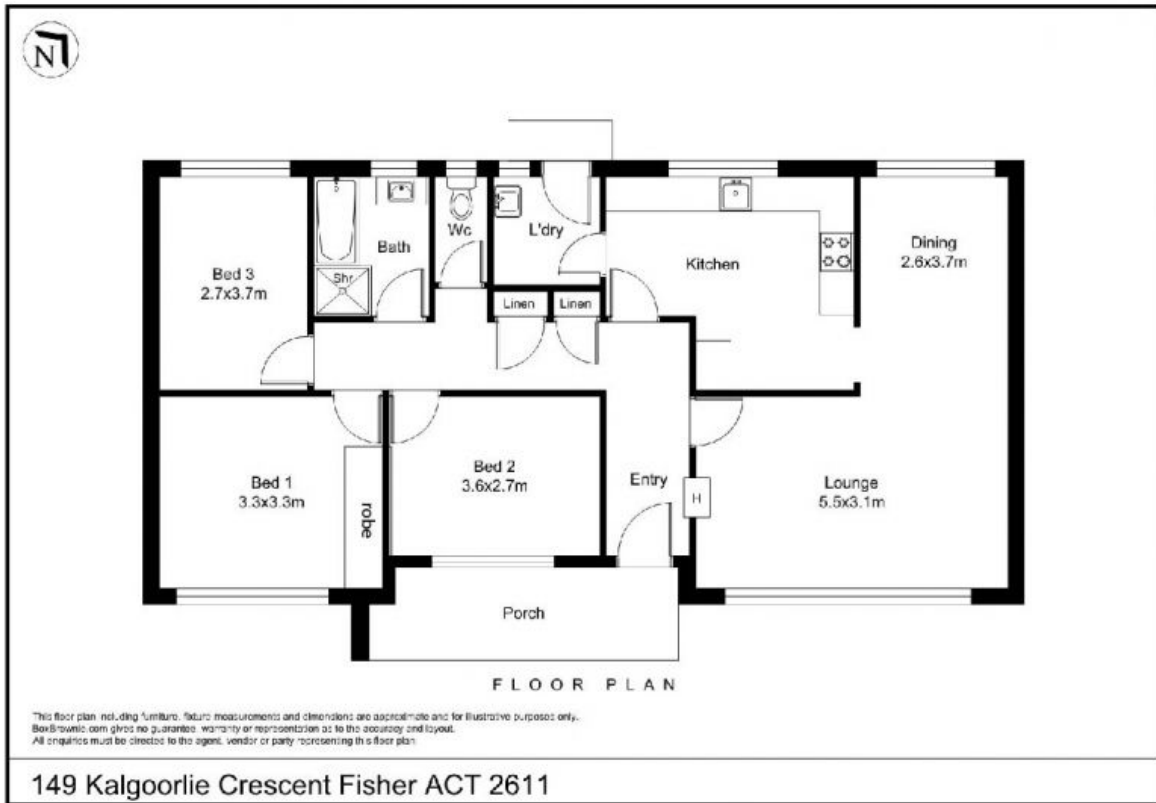 N
Bed 3
2.7x3.7m
Bath
Shr
Wc
L'dry
Linen
Linen
Kitchen
Dining
2.6x3.7m
Bed 1
3.3x3.3m
robe
Bed 2
3.6x2.7m
Entry
H
Lounge
5.5x3.1m
Porch
FLOOR PLAN
This floor plan including furniture, fixture measurements and dimensions are approximate and for illustrative purposes only.
BoxBrownie.com gives no guarantee, warranty or representation as to the accuracy and layout.
All enquiries must be directed to the agent, vendor or party representing this floor plan.
149 Kalgoorlie Crescent Fisher ACT 2611